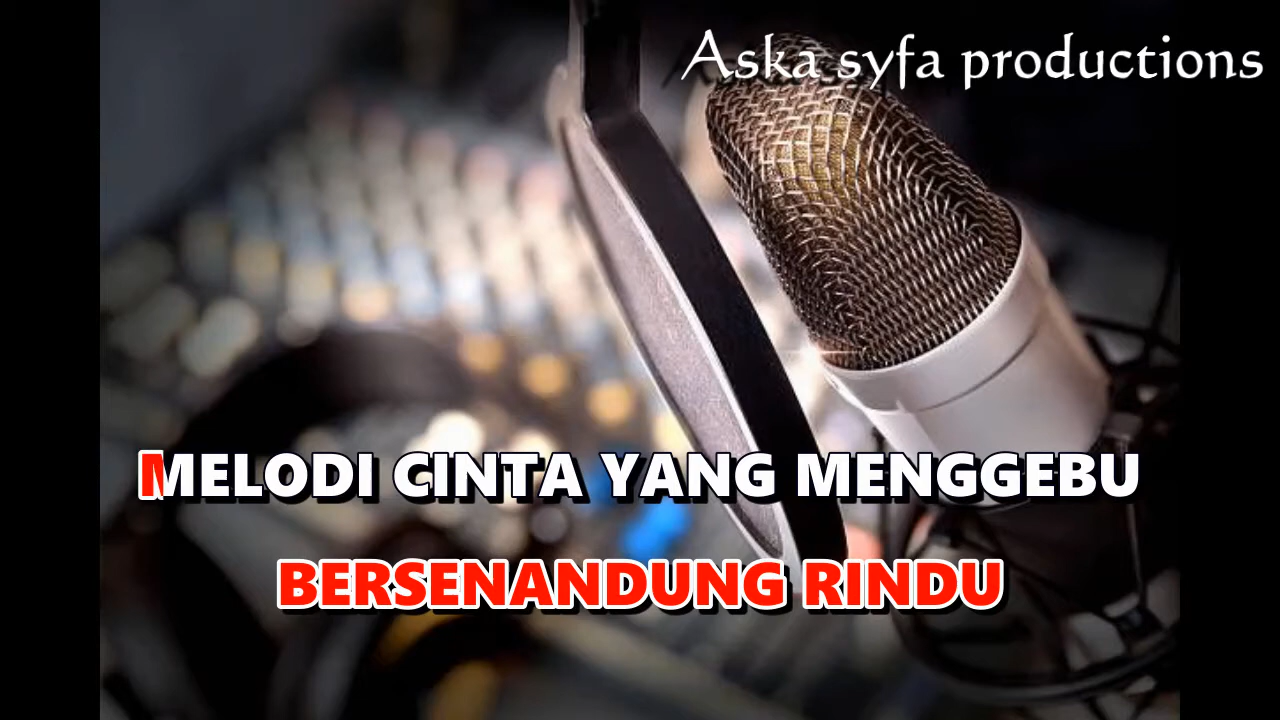 Aska syfa productions
MELODI CINTA YANG MENGGEBU
BERSENANDUNG RINDU